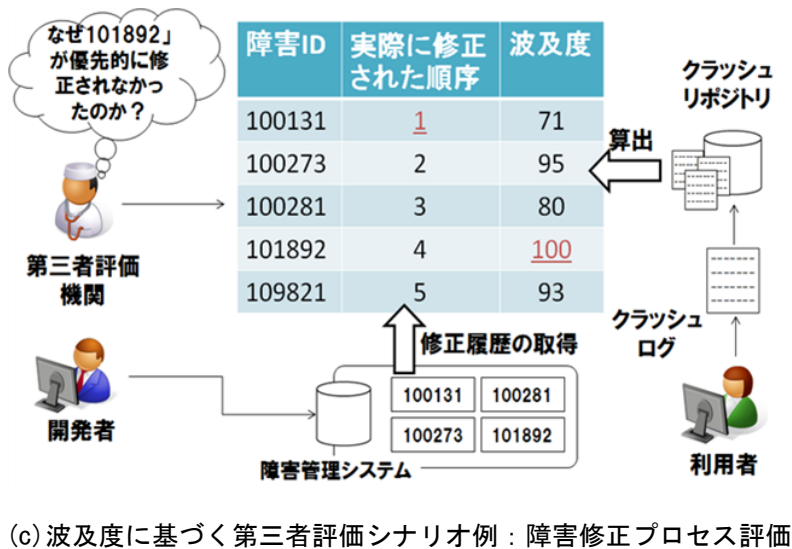 なぜ101892」
が優先的に修
正されなかっ
たのか？
障害ID 実際に修正された順序 波及度
100131 1 71
100273 2 95
100281 3 80
101892 4 100
109821 5 93
クラッシュ
リポジトリ
算出
第三者評価
機関
クラッシュ
ログ
修正履歴の取得
開発者
100131 100281
100273 101892
障害管理システム
利用者
(c)波及度に基づく第三者評価シナリオ例：障害修正プロセス評価